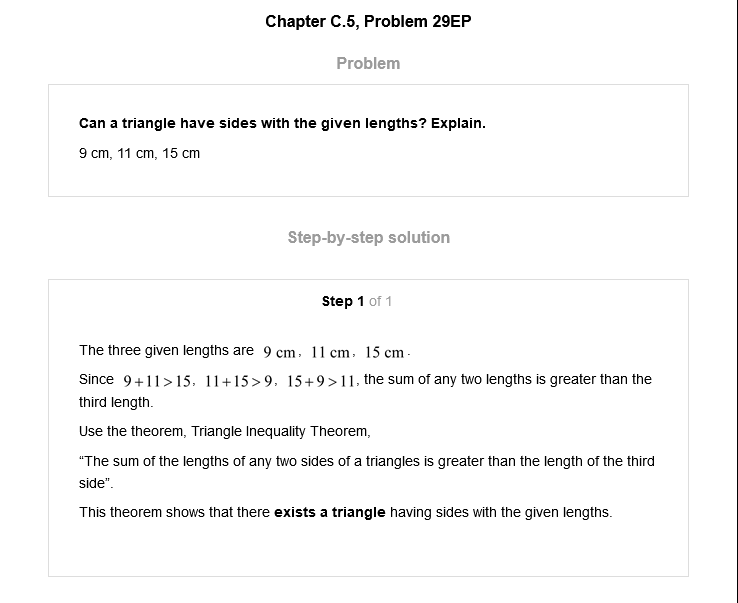 Chapter C.5, Problem 29EP
Problem
Can a triangle have sides with the given lengths? Explain.
9 cm, 11 cm, 15 cm
Step-by-step solution
Step 1 of 1
The three given lengths are 9 cm, 11 cm, 15 cm.
Since 9+11>15, 11+15>9, 15+9>11, the sum of any two lengths is greater than the
third length.
Use the theorem, Triangle Inequality Theorem,
“The sum of the lengths of any two sides of a triangles is greater than the length of the third
side”.
This theorem shows that there exists a triangle having sides with the given lengths.